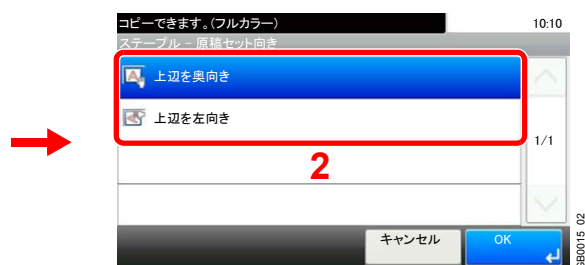 コピーできます。(フルカラー)
10:10
ステープル - 原稿セット向き
上辺を奥向き
上辺を左向き
1/1
2
キャンセル
OK